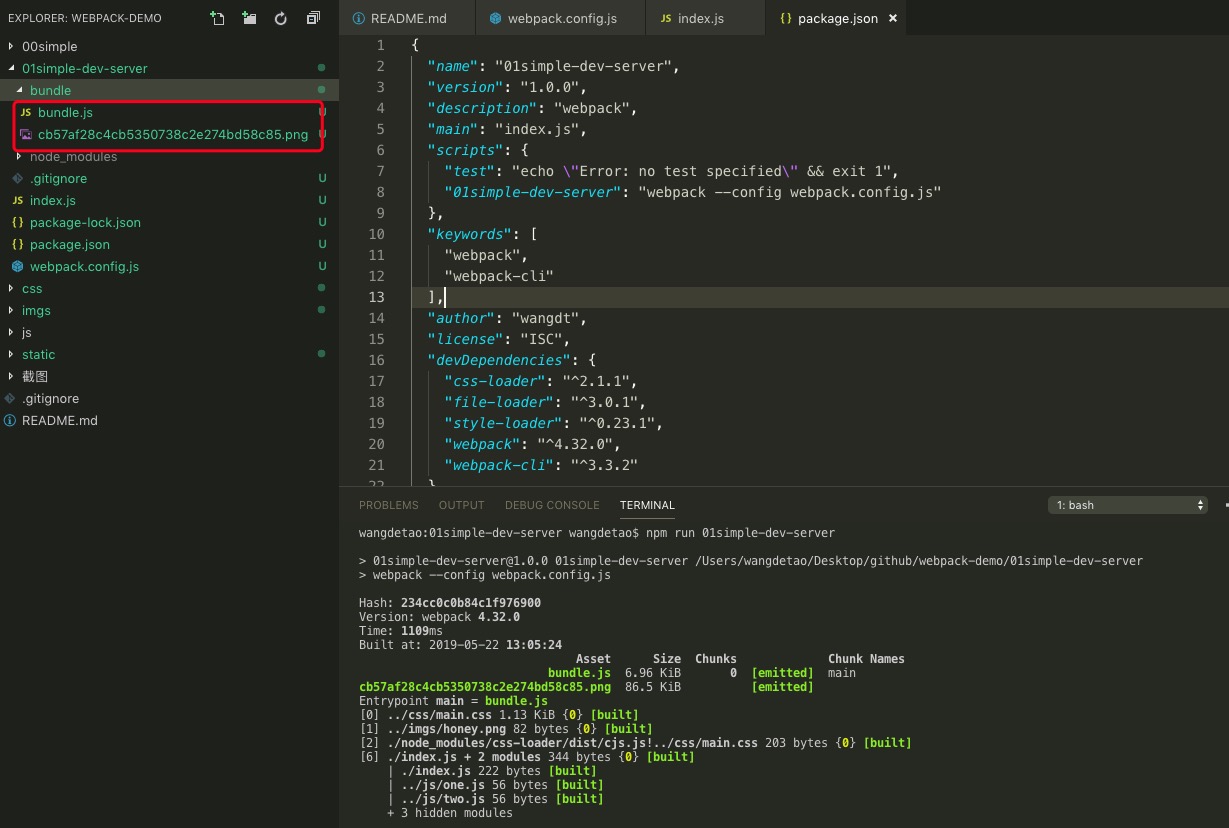 EXPLORER: WEBPACK-DEMO
00simple
01simple-dev-server
bundle
JS bundle.js U
cb57af28c4cb5350738c2e274bd58c85.png U
node_modules
.gitignore U
JS index.js U
{} package-lock.json U
{} package.json U
webpack.config.js U
css
imgs
js
static
截图
.gitignore
README.md
README.md webpack.config.js JS index.js {} package.json ×
1 {
2 "name": "01simple-dev-server",
3 "version": "1.0.0",
4 "description": "webpack",
5 "main": "index.js",
6 "scripts": {
7 "test": "echo \"Error: no test specified\" && exit 1",
8 "01simple-dev-server": "webpack --config webpack.config.js"
9 },
10 "keywords": [
11 "webpack",
12 "webpack-cli"
13 ],
14 "author": "wangdt",
15 "license": "ISC",
16 "devDependencies": {
17 "css-loader": "^2.1.1",
18 "file-loader": "^3.0.1",
19 "style-loader": "^0.23.1",
20 "webpack": "^4.32.0",
21 "webpack-cli": "^3.3.2"
22 }
PROBLEMS OUTPUT DEBUG CONSOLE TERMINAL 1: bash
wangdetao:01simple-dev-server wangdetao$ npm run 01simple-dev-server
> 01simple-dev-server@1.0.0 01simple-dev-server /Users/wangdetao/Desktop/github/webpack-demo/01simple-dev-server
> webpack --config webpack.config.js
Hash: 234cc0c0b84c1f976900
Version: webpack 4.32.0
Time: 1109ms
Built at: 2019-05-22 13:05:24
Asset Size Chunks Chunk Names
bundle.js 6.96 KiB 0 [emitted] main
cb57af28c4cb5350738c2e274bd58c85.png 86.5 KiB [emitted]
Entrypoint main = bundle.js
[0] ../css/main.css 1.13 KiB {0} [built]
[1] ../imgs/honey.png 82 bytes {0} [built]
[2] ./node_modules/css-loader/dist/cjs.js!../css/main.css 203 bytes {0} [built]
[6] ./index.js + 2 modules 344 bytes {0} [built]
| ./index.js 222 bytes [built]
| ../js/one.js 56 bytes [built]
| ../js/two.js 56 bytes [built]
+ 3 hidden modules